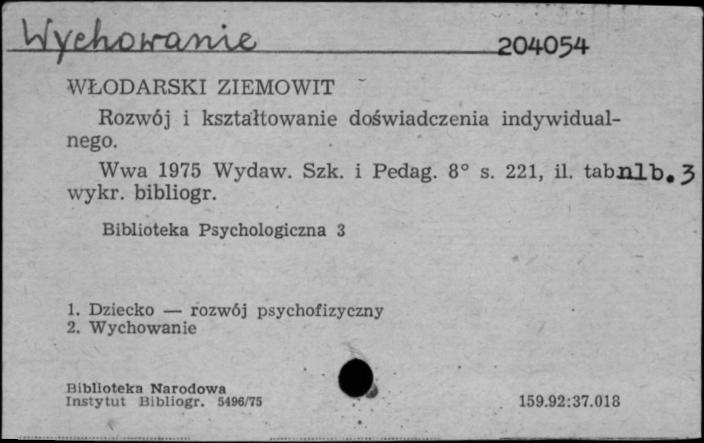 Wychowanie 204054
WŁODARSKI ZIEMOWIT
Rozwój i kształtowanie doświadczenia indywidual-
nego.
Wwa 1975 Wydaw. Szk. i Pedag. 8° s. 221, il. tabnlb. 3
wykr. bibliogr.
Biblioteka Psychologiczna 3
1. Dziecko — rozwój psychofizyczny
2. Wychowanie
Biblioteka Narodowa
Instytut Bibliogr. 5496/75 159.92:37.018